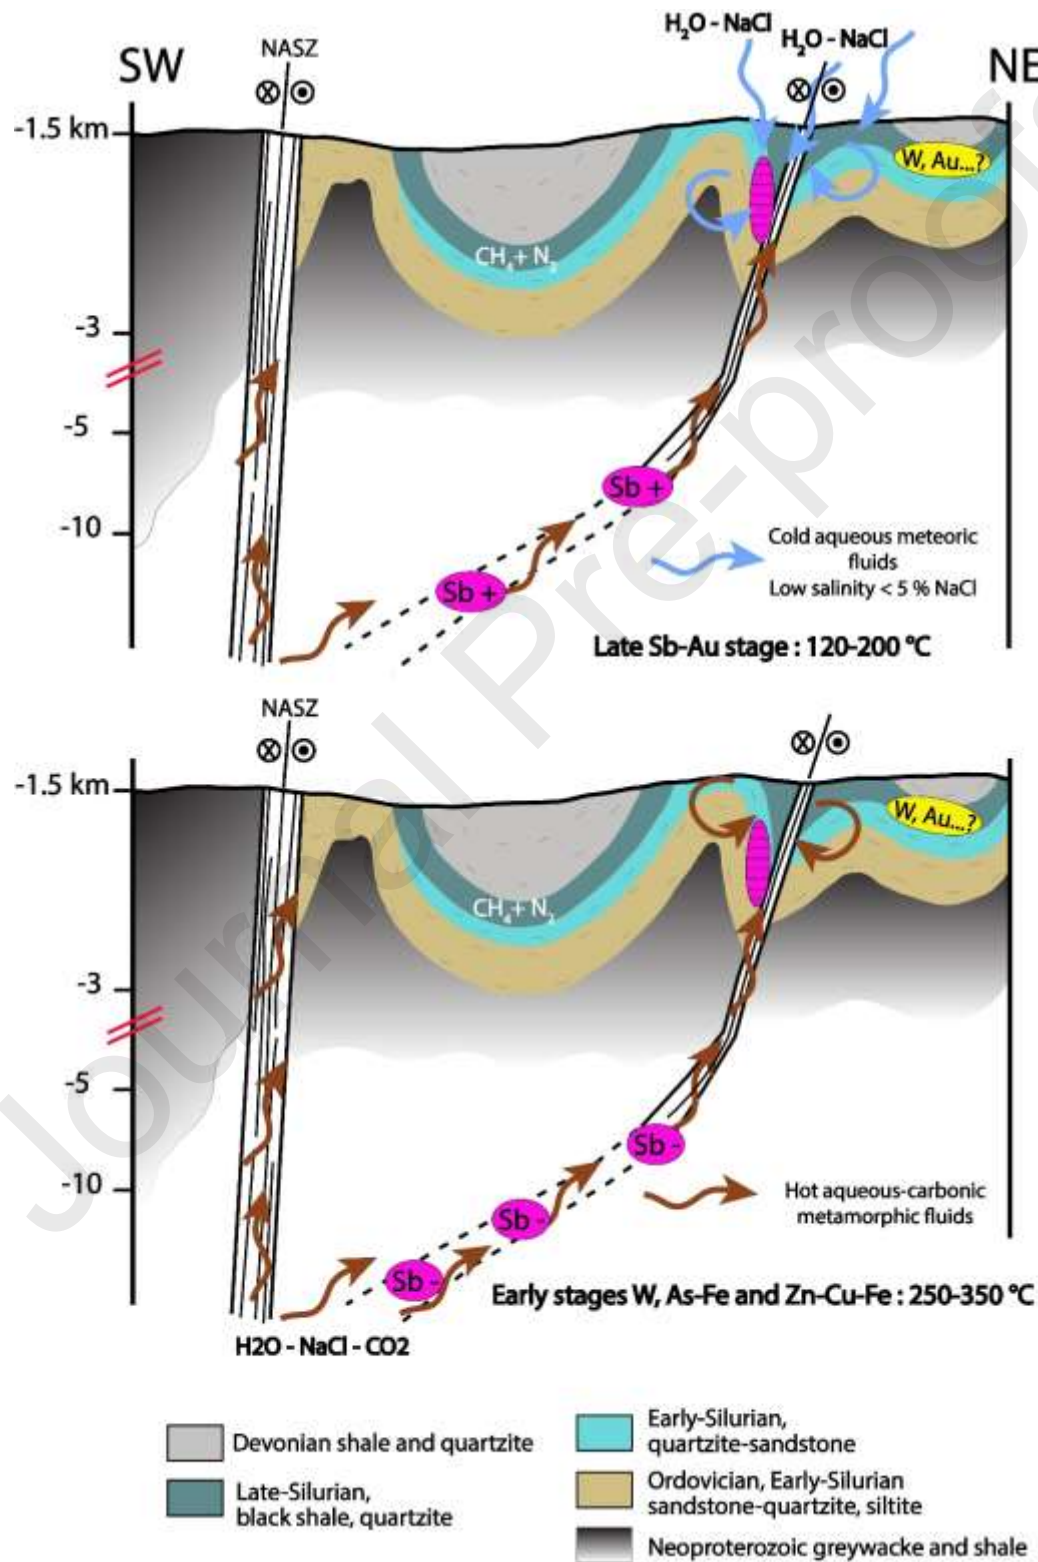 SW
NASZ
H₂O - NaCl
H₂O - NaCl
NE
-1.5 km
W, Au...?
CH₄ + N₂
-3
-5
Sb +
-10
Cold aqueous meteoric
fluids
Low salinity < 5 % NaCl
Sb +
Late Sb-Au stage : 120-200 °C
NASZ
-1.5 km
W, Au...?
CH₄ + N₂
-3
-5
Sb -
-10
Hot aqueous-carbonic
metamorphic fluids
Sb -
Sb -
Early stages W, As-Fe and Zn-Cu-Fe : 250-350 °C
H2O - NaCl - CO2
Devonian shale and quartzite
Late-Silurian,
black shale, quartzite
Early-Silurian,
quartzite-sandstone
Ordovician, Early-Silurian
sandstone-quartzite, siltite
Neoproterozoic greywacke and shale
Journal Pre-proofs